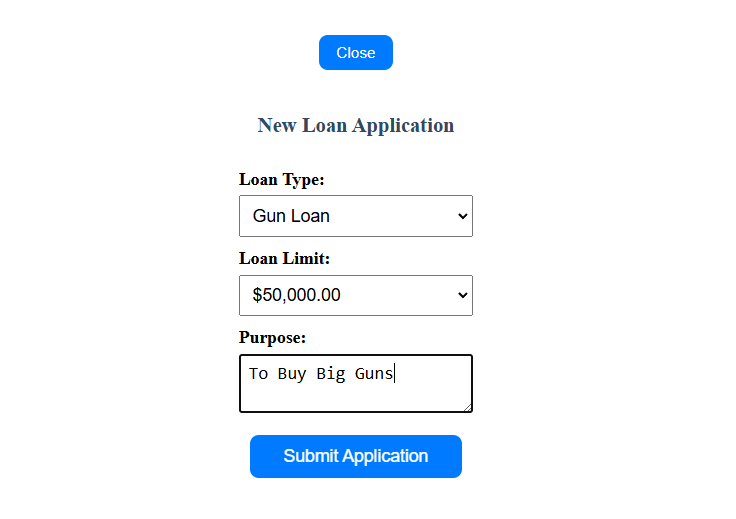 Close
New Loan Application
Loan Type:
Gun Loan
Loan Limit:
$50,000.00
Purpose:
To Buy Big Guns
Submit Application